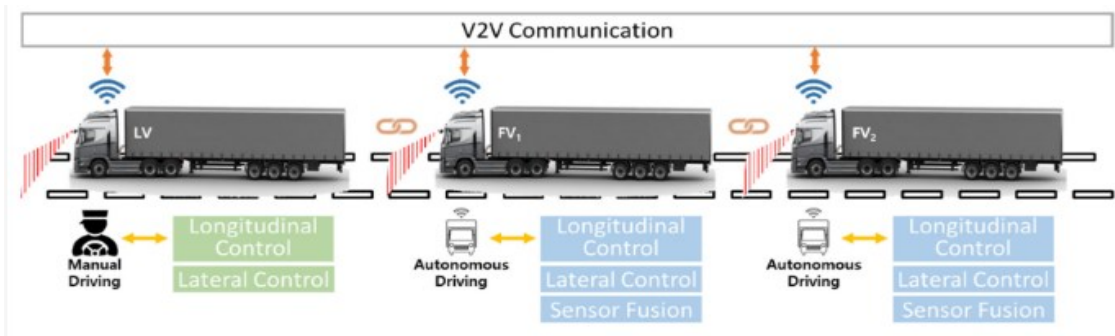 V2V Communication
LV
FV₁
FV₂
Manual
Driving
Longitudinal
Control
Lateral Control
Autonomous
Driving
Longitudinal
Control
Lateral Control
Sensor Fusion
Autonomous
Driving
Longitudinal
Control
Lateral Control
Sensor Fusion